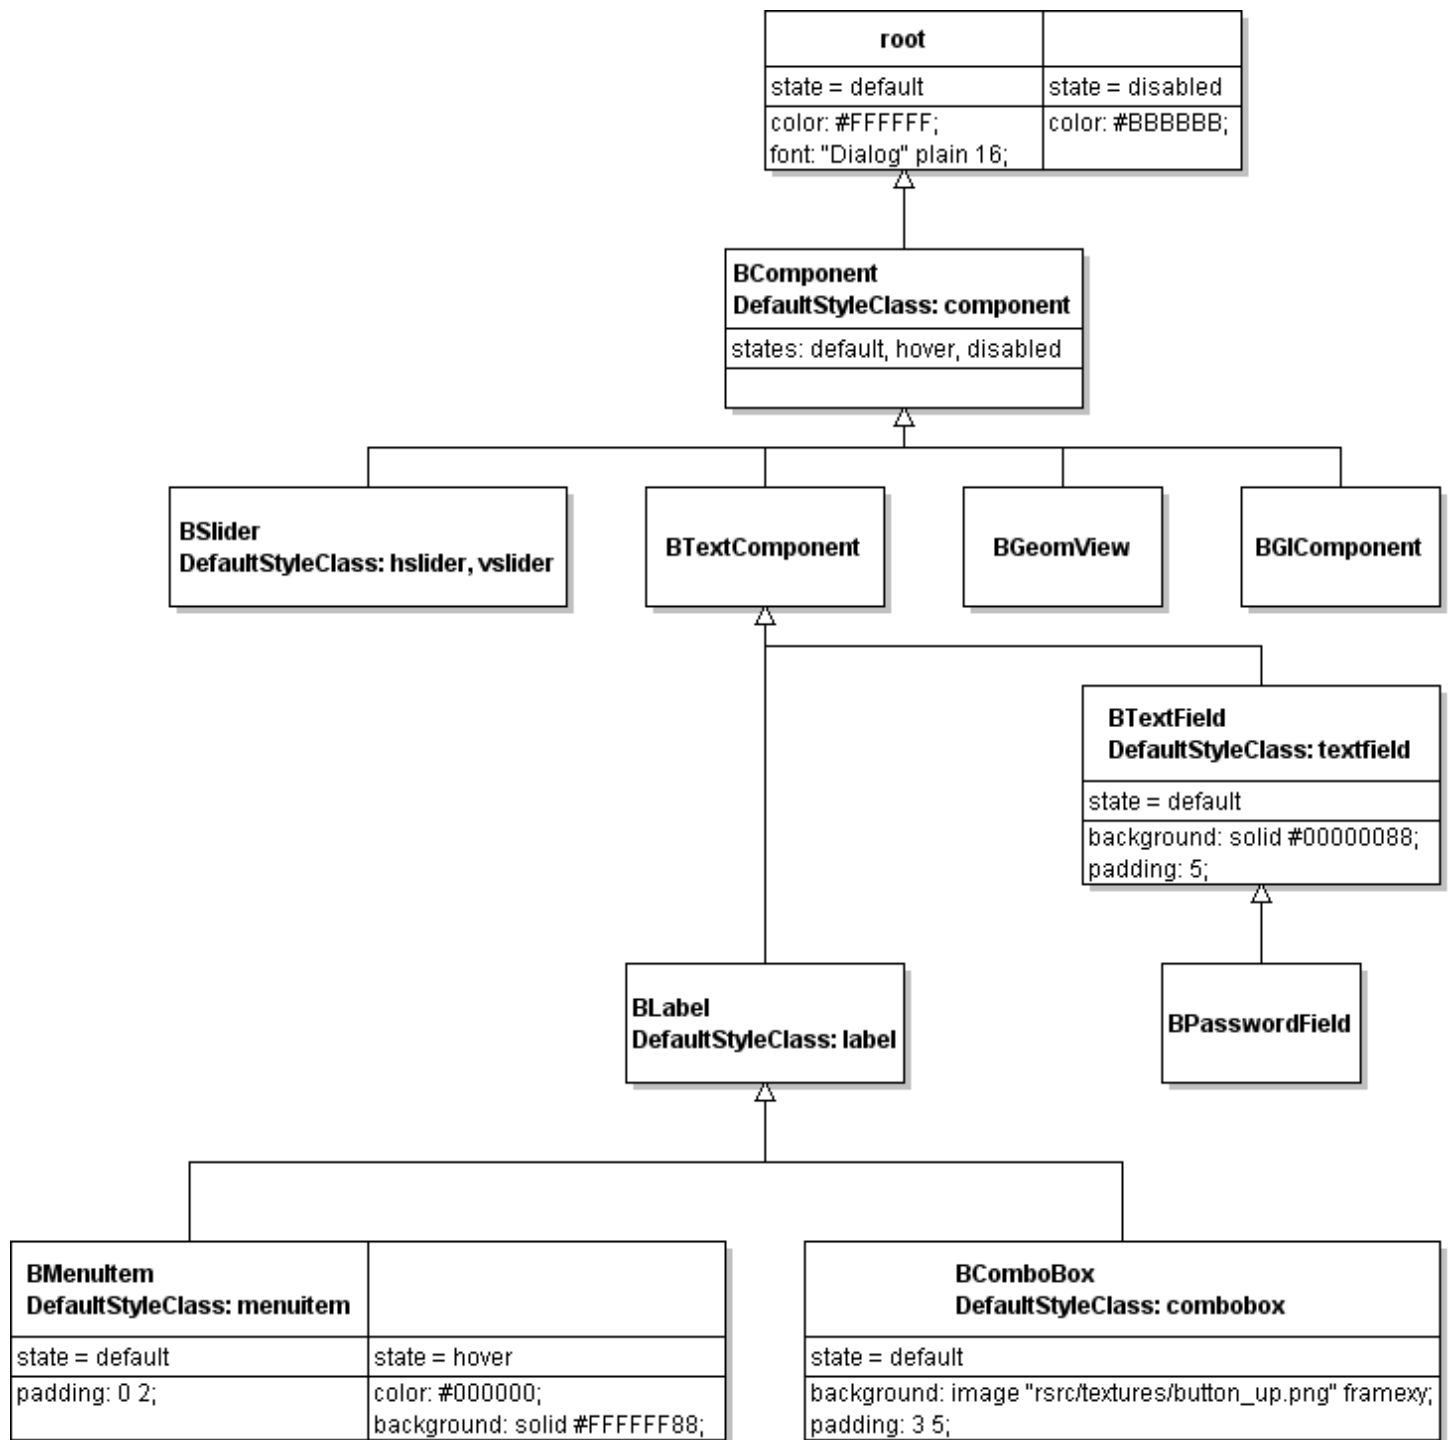 root
state = default
state = disabled
color: #FFFFFF;
font: "Dialog" plain 16;
color: #BBBBBB;
BComponent
DefaultStyleClass: component
states: default, hover, disabled
BSlider
DefaultStyleClass: hslider, vslider
BTextComponent
BGeomView
BGlComponent
BTextField
DefaultStyleClass: textfield
state = default
background: solid #00000088;
padding: 5;
BLabel
DefaultStyleClass: label
BPasswordField
BMenuItem
DefaultStyleClass: menuitem
state = default
state = hover
padding: 0 2;
color: #000000;
background: solid #FFFFFF88;
BComboBox
DefaultStyleClass: combobox
state = default
background: image "rsrc/textures/button_up.png" framexy;
padding: 3 5;